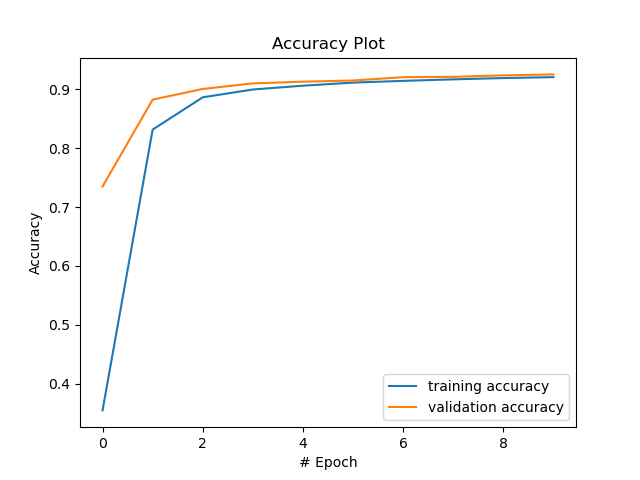 Accuracy Plot
Accuracy
0.9
0.8
0.7
0.6
0.5
0.4
training accuracy
validation accuracy
0 2 4 6 8
# Epoch